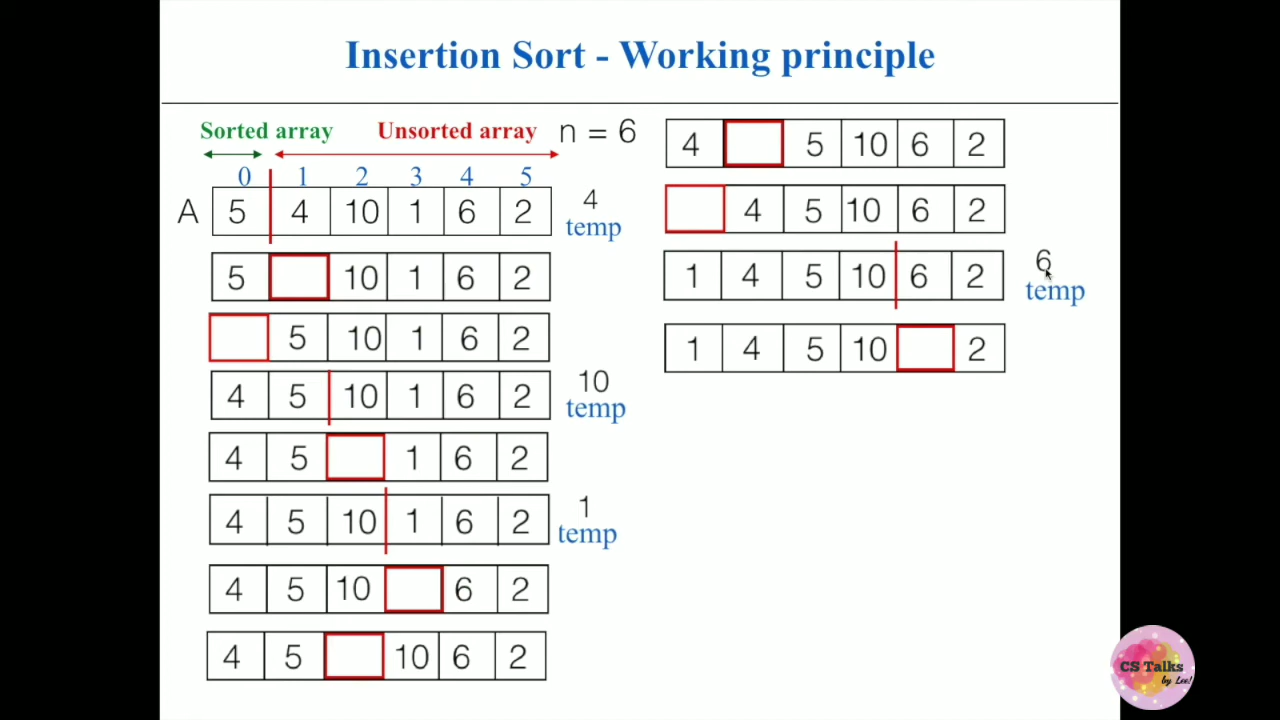 Insertion Sort - Working principle
Sorted array Unsorted array n = 6
0 1 2 3 4 5
A 5 4 10 1 6 2 4
temp
5 10 1 6 2
5 10 1 6 2
4 5 10 1 6 2 10
temp
4 5 1 6 2
4 5 10 1 6 2 1
temp
4 5 10 6 2
4 5 10 6 2
4 5 10 6 2
4 5 10 6 2
1 4 5 10 6 2 6
temp
1 4 5 10 2
CS Talks
by Lee!